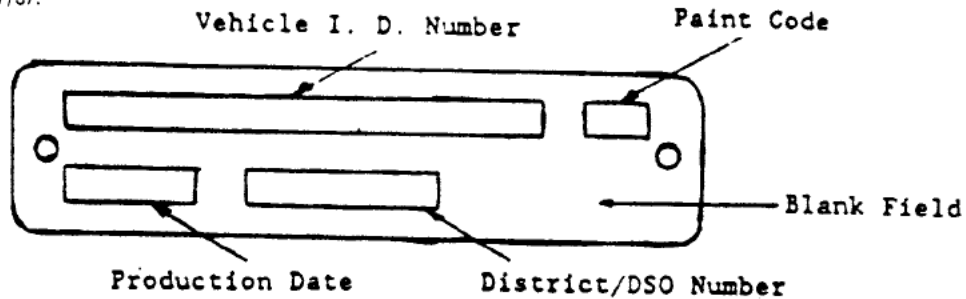 Vehicle I. D. Number
Paint Code
Blank Field
Production Date
District/DSO Number